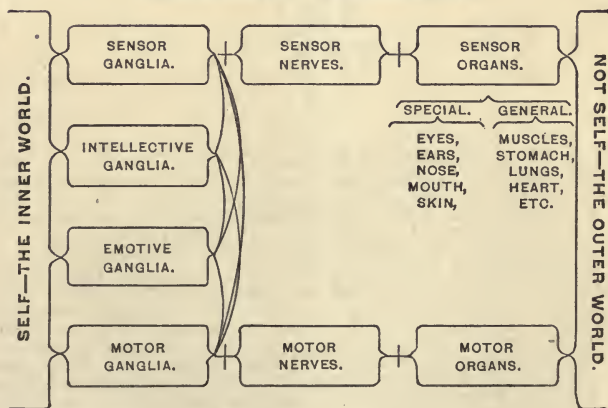 SELF—THE INNER WORLD.
SENSOR
GANGLIA.
SENSOR
NERVES.
SENSOR
ORGANS.
SPECIAL.
EYES,
EARS,
NOSE,
MOUTH,
SKIN,
GENERAL.
MUSCLES,
STOMACH,
LUNGS,
HEART,
ETC.
INTELLECTIVE
GANGLIA.
EMOTIVE
GANGLIA.
MOTOR
GANGLIA.
MOTOR
NERVES.
MOTOR
ORGANS.
NOT SELF—THE OUTER WORLD.